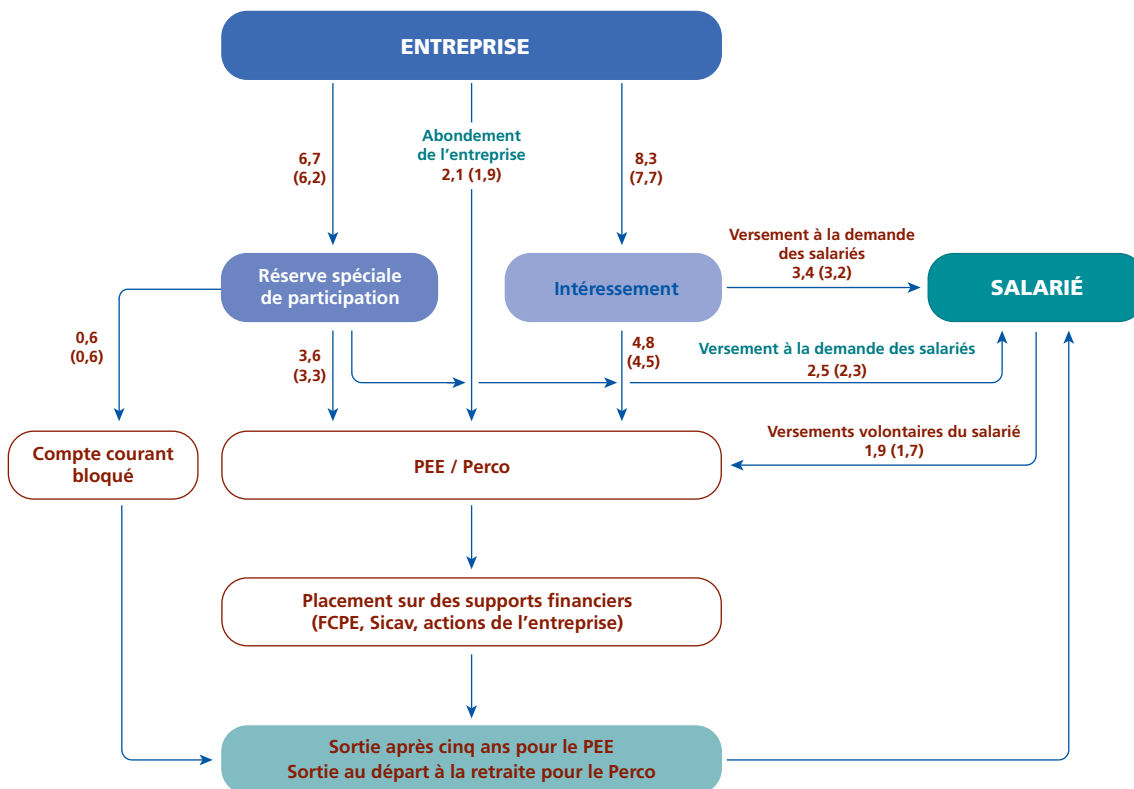 ENTREPRISE
Abondement
de l'entreprise
2,1 (1,9)
6,7
(6,2)
8,3
(7,7)
Versement à la demande
des salariés
3,4 (3,2)
Réserve spéciale
de participation
Intéressement
SALARIÉ
0,6
(0,6)
3,6
(3,3)
4,8
(4,5)
Versement à la demande des salariés
2,5 (2,3)
Versements volontaires du salarié
1,9 (1,7)
Compte courant
bloqué
PEE / Perco
Placement sur des supports financiers
(FCPE, Sicav, actions de l'entreprise)
Sortie après cinq ans pour le PEE
Sortie au départ à la retraite pour le Perco